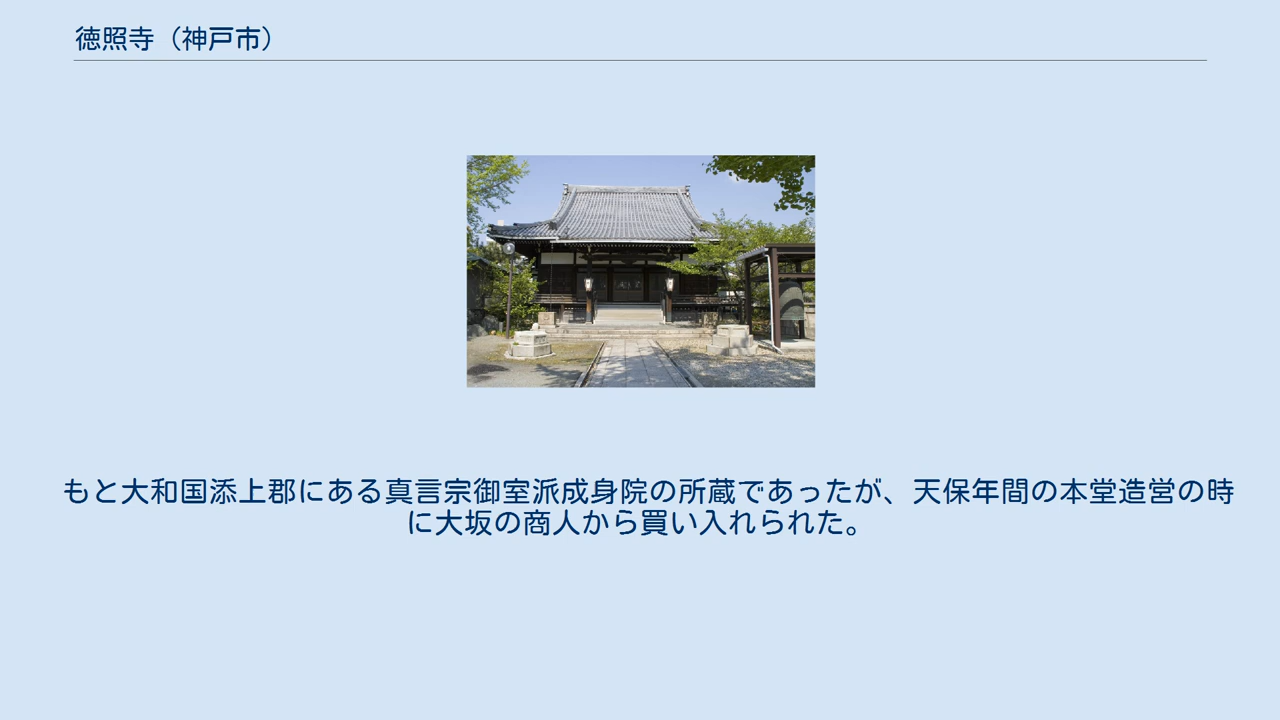 徳照寺（神戸市）
もと大和国添上郡にある真言宗御室派成身院の所蔵であったが、天保年間の本堂造営の時
に大坂の商人から買い入れられた。